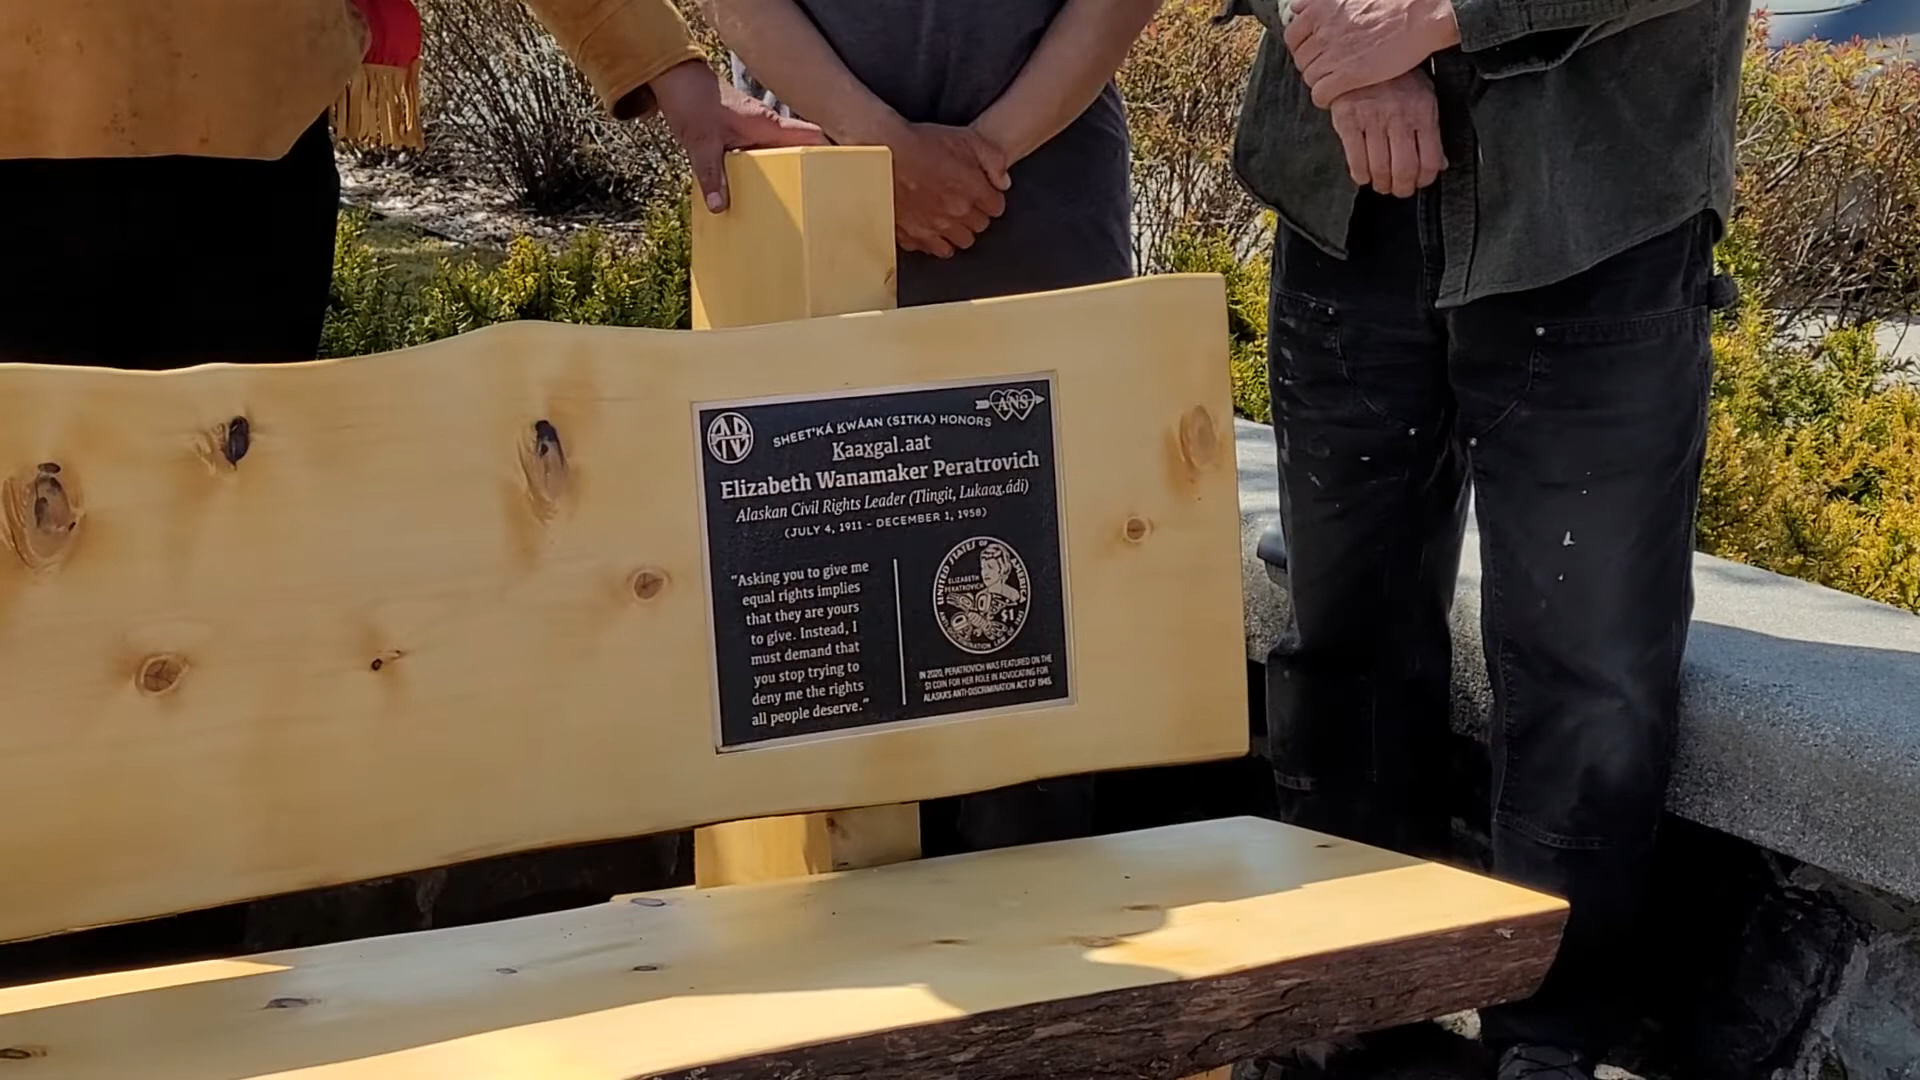 ANB
ANS
SHEET'KÁ ḴWÁAN (SITKA) HONORS
Ḵaax̱gal.aat
Elizabeth Wanamaker Peratrovich
Alaskan Civil Rights Leader (Tlingit, Lukaax̱.ádi)
(JULY 4, 1911 – DECEMBER 1, 1958)
"Asking you to give me
equal rights implies
that they are yours
to give. Instead, I
must demand that
you stop trying to
deny me the rights
all people deserve."
UNITED STATES OF AMERICA
ELIZABETH
PERATROVICH
$1
IN 2020, PERATROVICH WAS FEATURED ON THE
$1 COIN FOR HER ROLE IN ADVOCATING FOR
ALASKA'S ANTI-DISCRIMINATION ACT OF 1945.